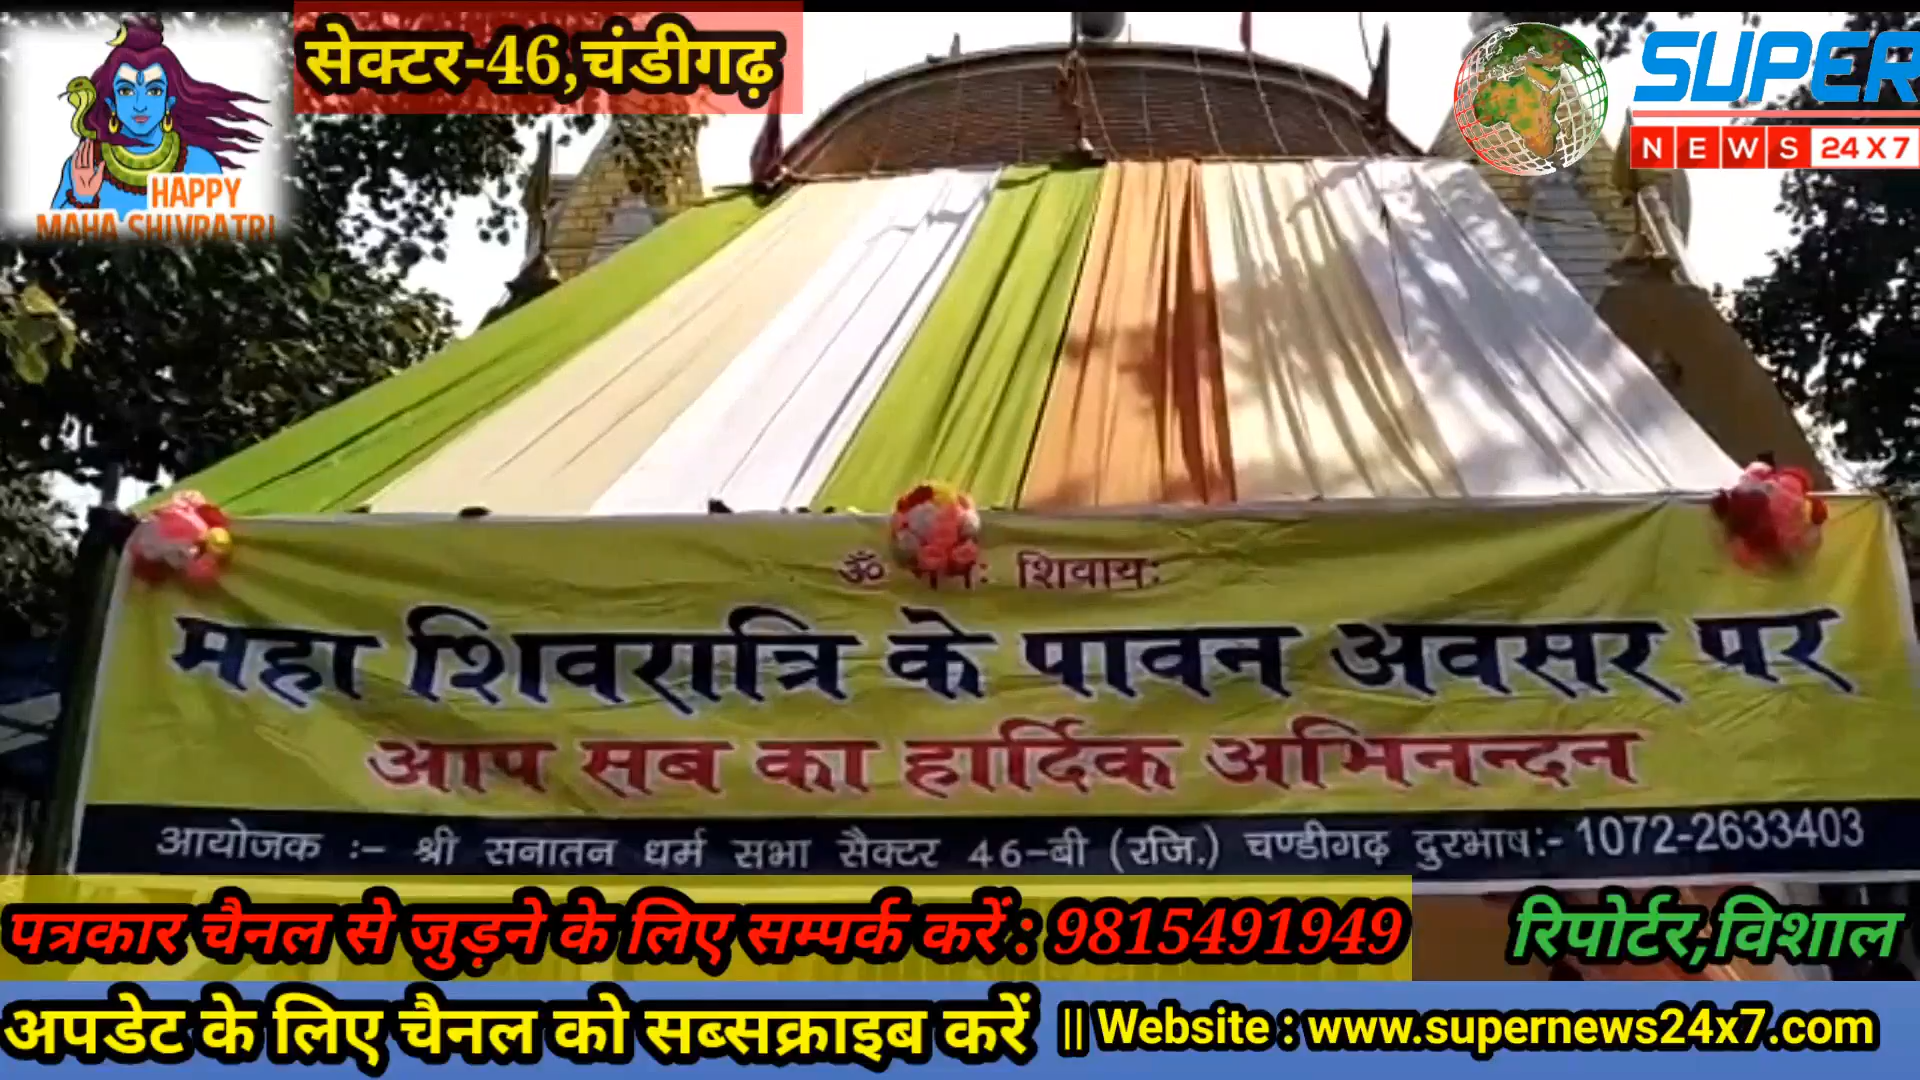 सेक्टर-46,चंडीगढ़
HAPPY
MAHA SHIVRATRI
SUPER
NEWS 24X7
ॐ नमः शिवायः
महा शिवरात्रि के पावन अवसर पर
आप सब का हार्दिक अभिनन्दन
आयोजक :– श्री सनातन धर्म सभा सैक्टर 46–बी (रजि.) चण्डीगढ़ दुरभाषः- 1072-2633403
पत्रकार चैनल से जुड़ने के लिए सम्पर्क करें : 9815491949
रिपोर्टर,विशाल
अपडेट के लिए चैनल को सब्सक्राइब करें || Website : www.supernews24x7.com